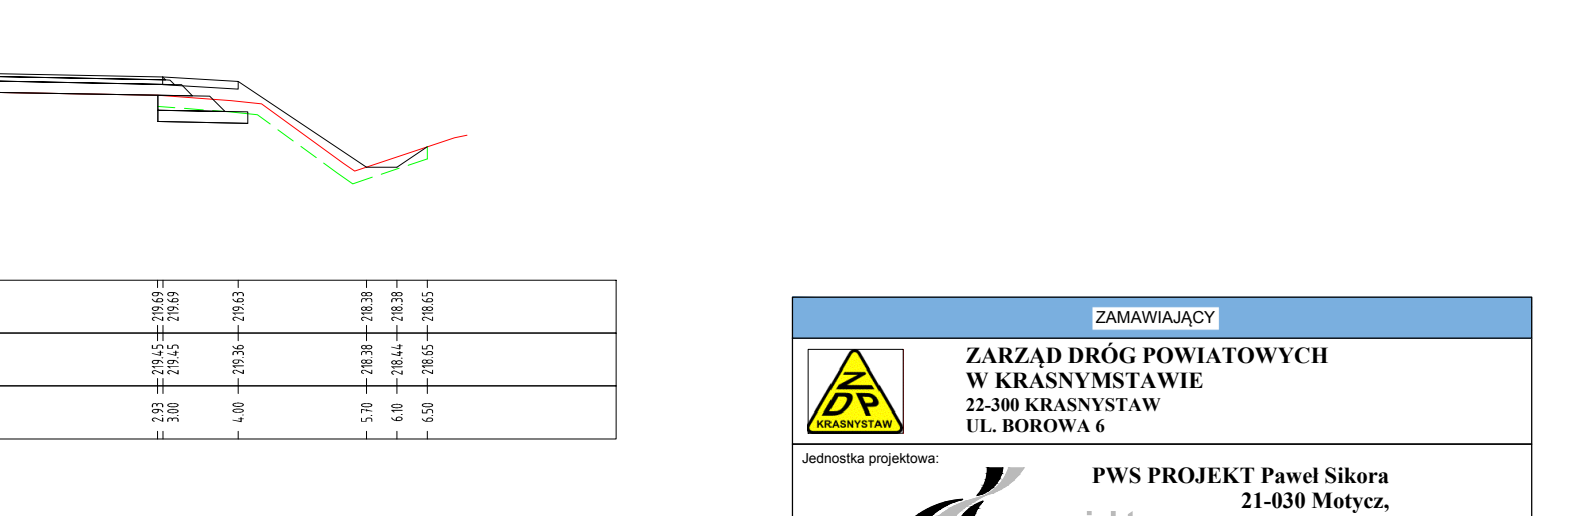 219.69 219.69 219.63 218.38 218.38 218.65
219.45 219.45 219.36 218.38 218.44 218.65
2.93 3.00 4.00 5.70 6.10 6.50
ZAMAWIAJĄCY
Z
DP
KRASNYSTAW
ZARZĄD DRÓG POWIATOWYCH
W KRASNYMSTAWIE
22-300 KRASNYSTAW
UL. BOROWA 6
Jednostka projektowa:
PWS PROJEKT Paweł Sikora
21-030 Motycz,